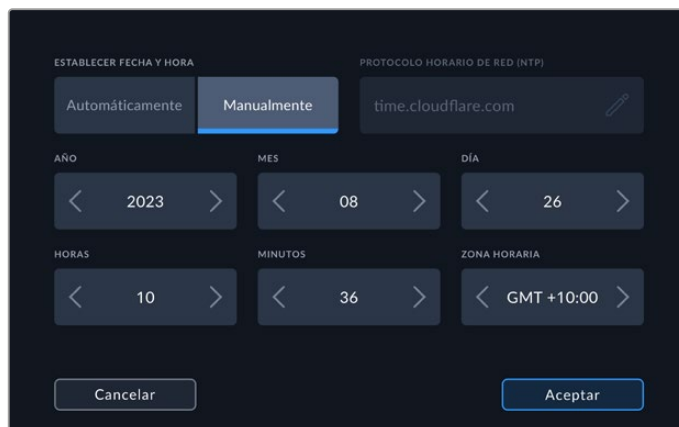 ESTABLECER FECHA Y HORA PROTOCOLO HORARIO DE RED (NTP)
Automáticamente Manualmente time.cloudflare.com
AÑO MES DÍA
2023 08 26
HORAS MINUTOS ZONA HORARIA
10 36 GMT +10:00
Cancelar Aceptar